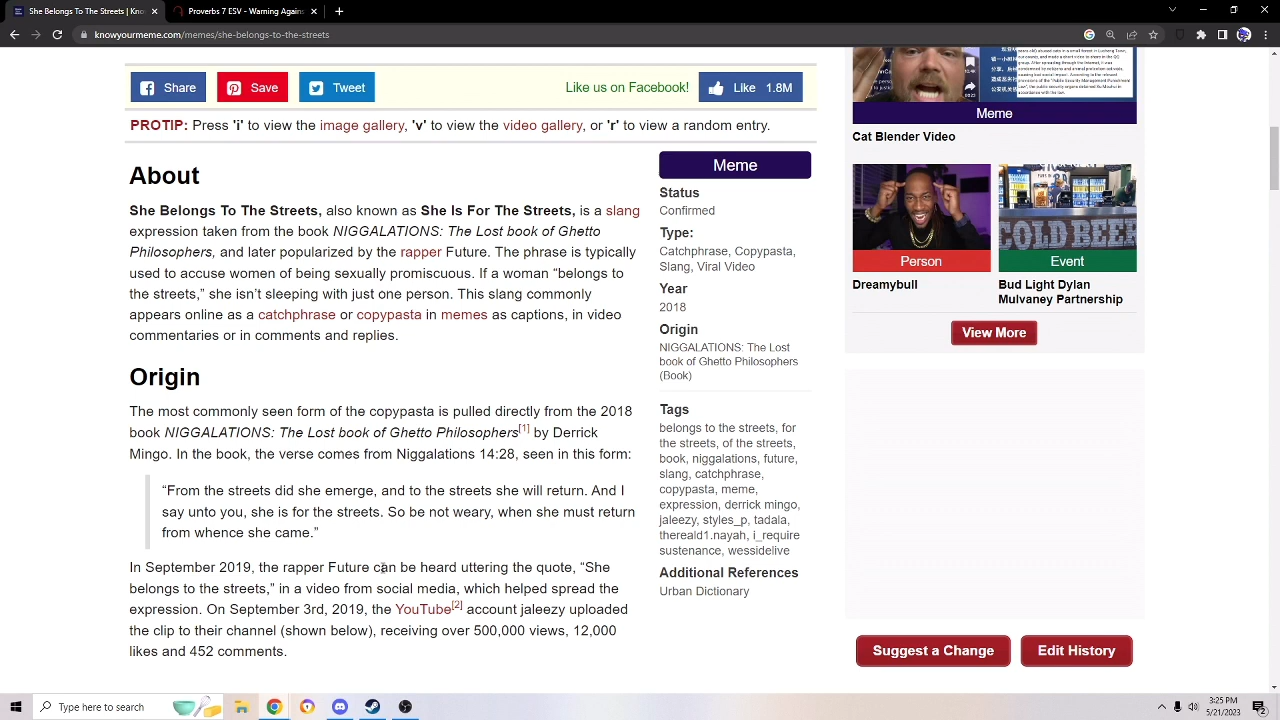 She Belongs To The Streets | Kno
Proverbs 7 ESV - Warning Agains
knowyourmeme.com/memes/she-belongs-to-the-streets
Share
Save
Tweet
Like us on Facebook!
Like 1.8M
PROTIP: Press 'i' to view the image gallery, 'v' to view the video gallery, or 'r' to view a random entry.
About
She Belongs To The Streets, also known as She Is For The Streets, is a slang
expression taken from the book NIGGALATIONS: The Lost book of Ghetto
Philosophers, and later popularized by the rapper Future. The phrase is typically
used to accuse women of being sexually promiscuous. If a woman “belongs to
the streets,” she isn’t sleeping with just one person. This slang commonly
appears online as a catchphrase or copypasta in memes as captions, in video
commentaries or in comments and replies.
Origin
The most commonly seen form of the copypasta is pulled directly from the 2018
book NIGGALATIONS: The Lost book of Ghetto Philosophers[1] by Derrick
Mingo. In the book, the verse comes from Niggalations 14:28, seen in this form:
“From the streets did she emerge, and to the streets she will return. And I
say unto you, she is for the streets. So be not weary, when she must return
from whence she came.”
In September 2019, the rapper Future can be heard uttering the quote, “She
belongs to the streets,” in a video from social media, which helped spread the
expression. On September 3rd, 2019, the YouTube[2] account jaleezy uploaded
the clip to their channel (shown below), receiving over 500,000 views, 12,000
likes and 452 comments.
Meme
Status
Confirmed
Type:
Catchphrase, Copypasta,
Slang, Viral Video
Year
2018
Origin
NIGGALATIONS: The Lost
book of Ghetto Philosophers
(Book)
Tags
belongs to the streets, for
the streets, of the streets,
book, niggalations, future,
slang, catchphrase,
copypasta, meme,
expression, derrick mingo,
jaleezy, styles_p, tadala,
thereald1.nayah, i_require
sustenance, wessidelive
Additional References
Urban Dictionary
Meme
Cat Blender Video
Person
Dreamybull
COLD BEER
Event
Bud Light Dylan
Mulvaney Partnership
View More
Suggest a Change
Edit History
Type here to search
3:25 PM
5/21/2023